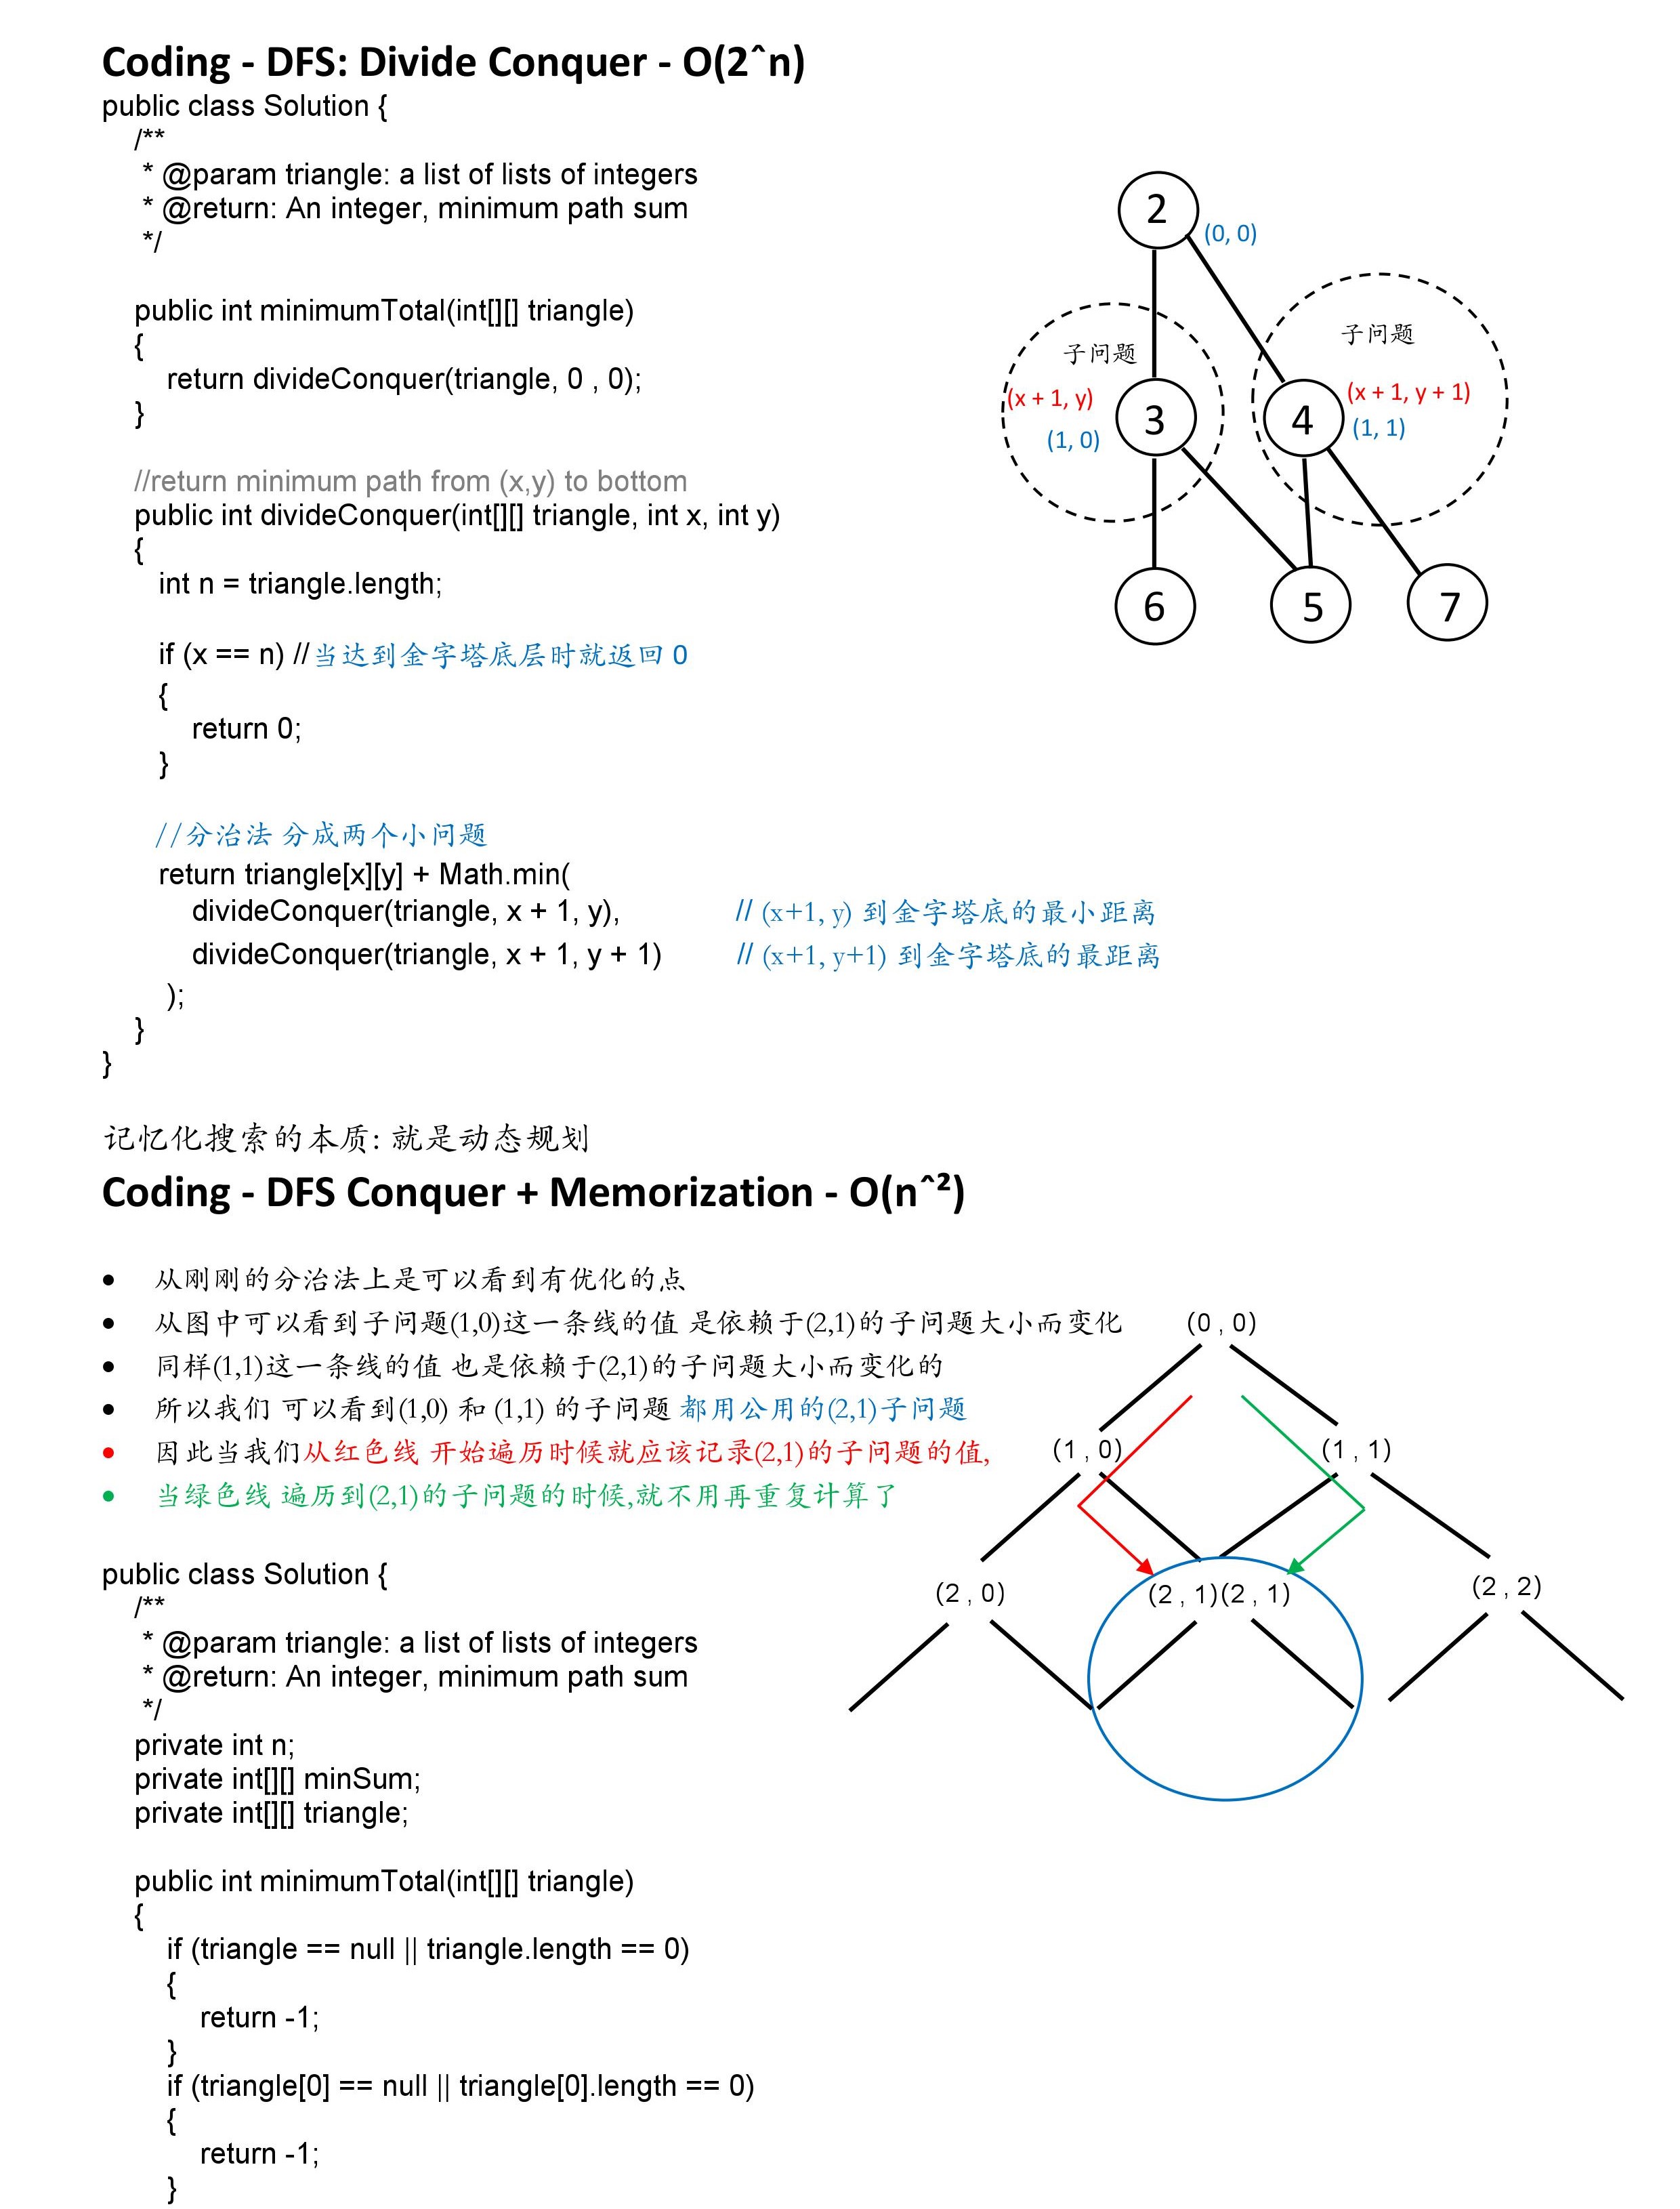 Coding - DFS: Divide Conquer - O(2^n)
public class Solution {
/**
* @param triangle: a list of lists of integers
* @return: An integer, minimum path sum
*/
public int minimumTotal(int[][] triangle)
{
return divideConquer(triangle, 0 , 0);
}
//return minimum path from (x,y) to bottom
public int divideConquer(int[][] triangle, int x, int y)
{
int n = triangle.length;
if (x == n) //当达到金字塔底层时就返回 0
{
return 0;
}
//分治法 分成两个小问题
return triangle[x][y] + Math.min(
divideConquer(triangle, x + 1, y), // (x+1, y) 到金字塔底的最小距离
divideConquer(triangle, x + 1, y + 1) // (x+1, y+1) 到金字塔底的最距离
);
}
}
2
(0, 0)
子问题
子问题
(x + 1, y)
3
4
(x + 1, y + 1)
(1, 0)
(1, 1)
6
5
7
记忆化搜索的本质: 就是动态规划
Coding - DFS Conquer + Memorization - O(n^²)
• 从刚刚的分治法上是可以看到有优化的点
• 从图中可以看到子问题(1,0)这一条线的值 是依赖于(2,1)的子问题大小而变化
• 同样(1,1)这一条线的值 也是依赖于(2,1)的子问题大小而变化的
• 所以我们 可以看到(1,0) 和 (1,1) 的子问题 都用公用的(2,1)子问题
• 因此当我们从红色线 开始遍历时候就应该记录(2,1)的子问题的值,
• 当绿色线 遍历到(2,1)的子问题的时候,就不用再重复计算了
(0 , 0)
(1 , 0)
(1 , 1)
(2 , 0)
(2 , 1)(2 , 1)
(2 , 2)
public class Solution {
/**
* @param triangle: a list of lists of integers
* @return: An integer, minimum path sum
*/
private int n;
private int[][] minSum;
private int[][] triangle;
public int minimumTotal(int[][] triangle)
{
if (triangle == null || triangle.length == 0)
{
return -1;
}
if (triangle[0] == null || triangle[0].length == 0)
{
return -1;
}